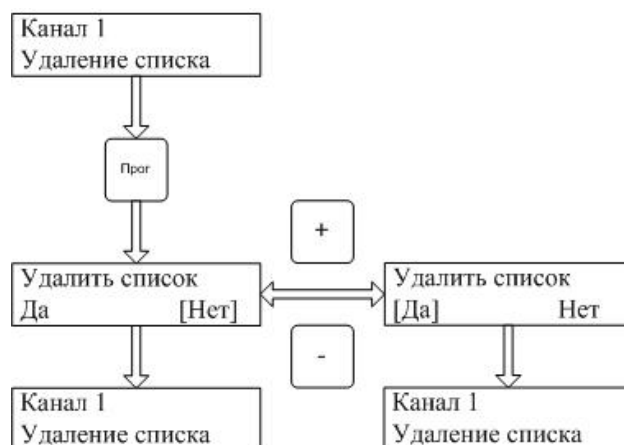 Канал 1
Удаление списка
Прог
+
Удалить список
Да [Нет]
Удалить список
[Да] Нет
-
Канал 1
Удаление списка
Канал 1
Удаление списка